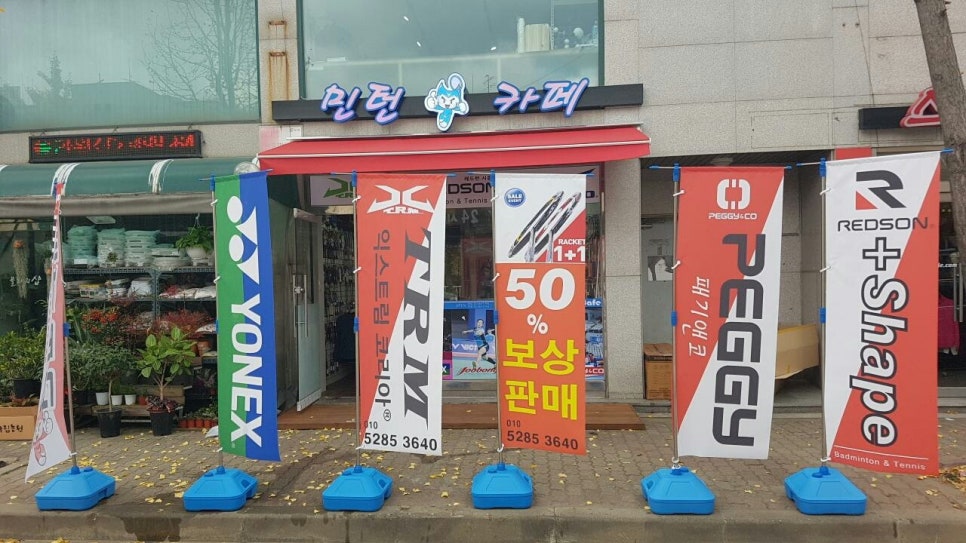 민턴 카페
YONEX
TRM
익스트림 코리아®
TRM
010
5285 3640
SALE
EVENT
RACKET
1+1
50
%
보상
판매
010
5285 3640
PEGGY&CO
PEGGY
패기앤코
REDSON
+Shape
Badminton & Tennis